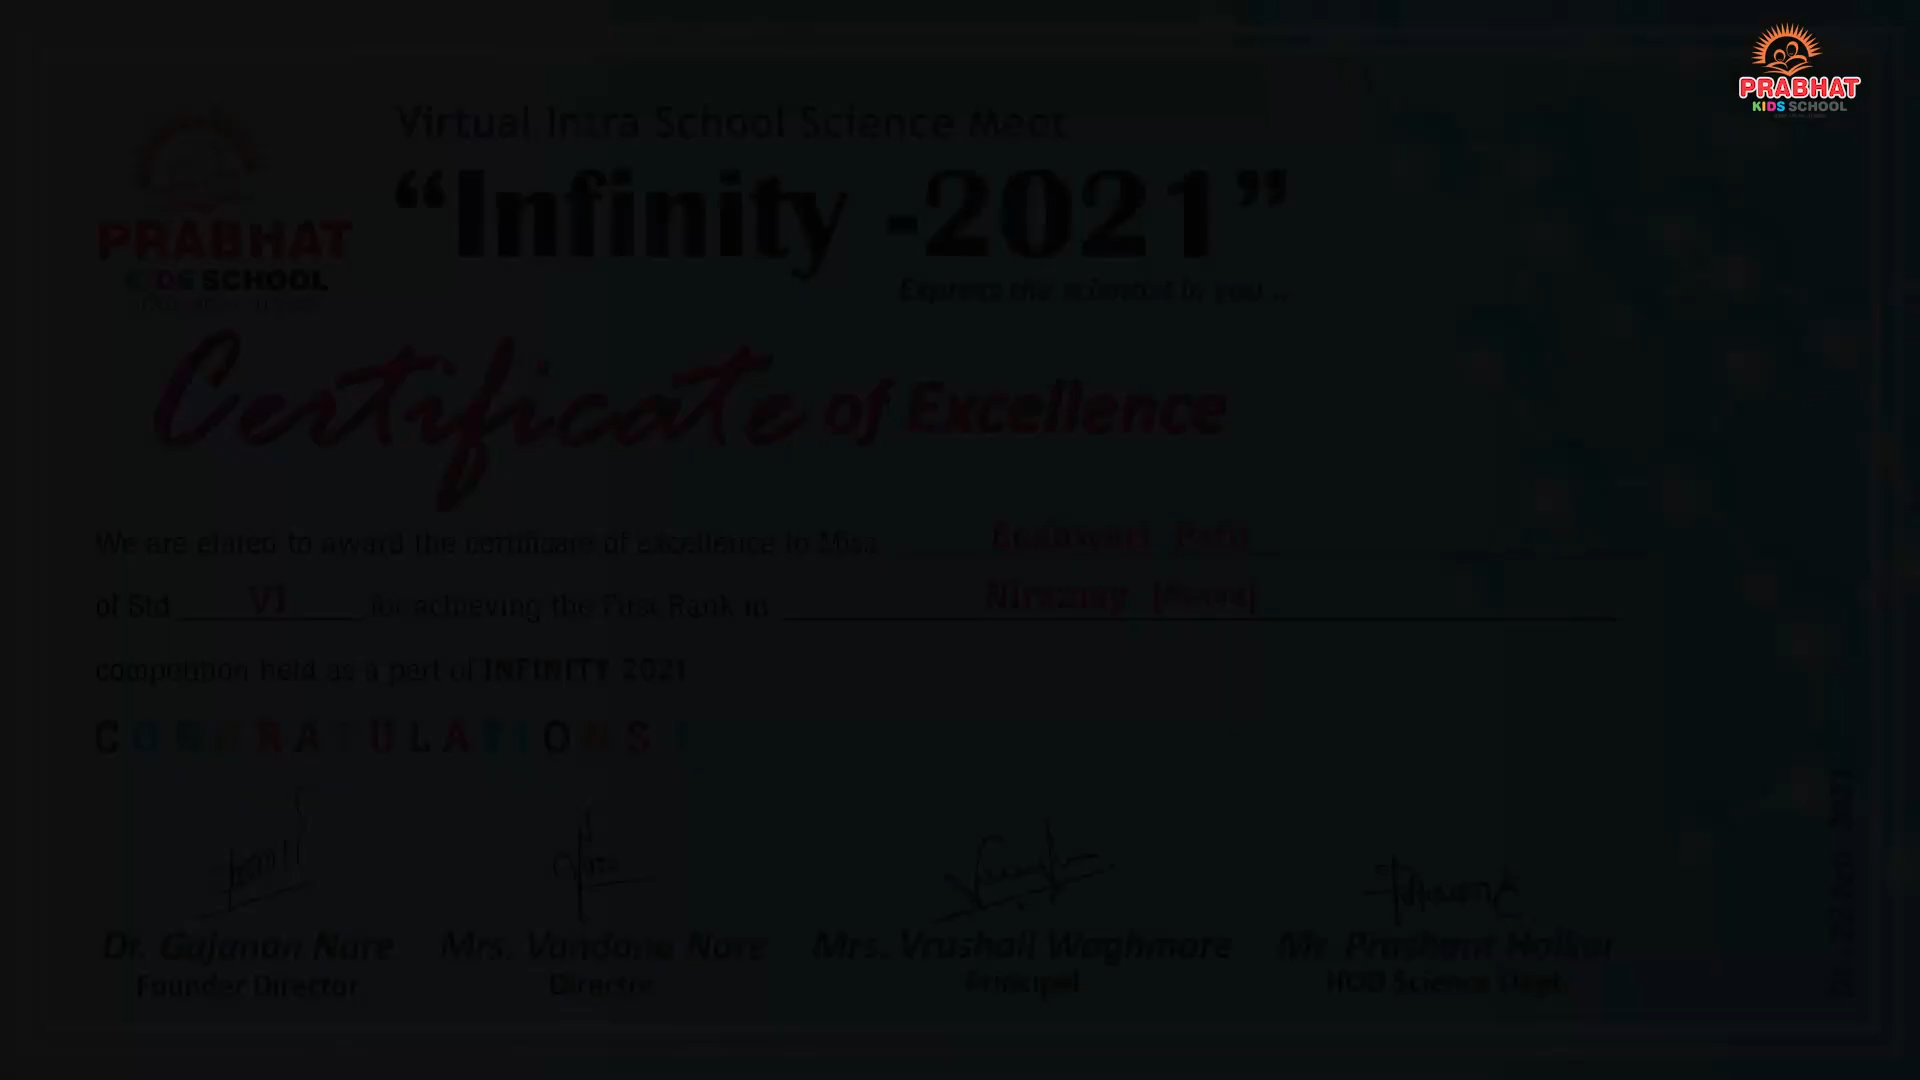 PRABHAT
KIDS SCHOOL
Virtual Intra School Science Meet
PRABHAT
KIDS SCHOOL
“Infinity -2021”
Express the scientist in you ..
Certificate of Excellence
We are elated to award the certificate of excellence to Miss Patil
of Std VI for achieving the First Rank in
competition held as a part of INFINITY 2021
CONGRATULATIONS !
Dr. Gajanan Nare Mrs. Vandana Nare Mrs. Vrushali Waghmare Mr. Prashant Holkar
Founder Director Director Principal HOD Science Dept.